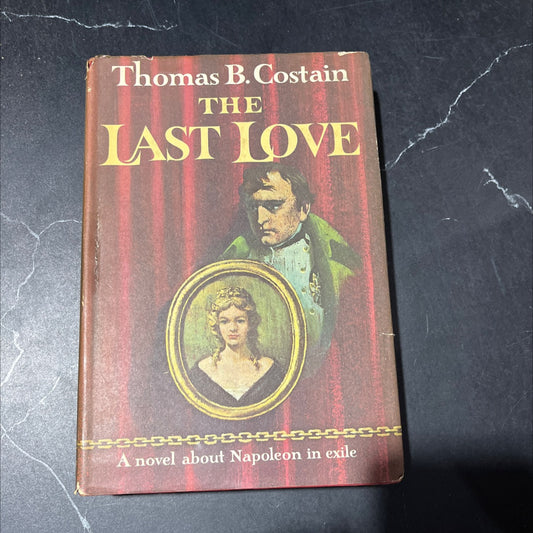 Thomas B. Costain
THE
LAST LOVE
A novel about Napoleon in exile